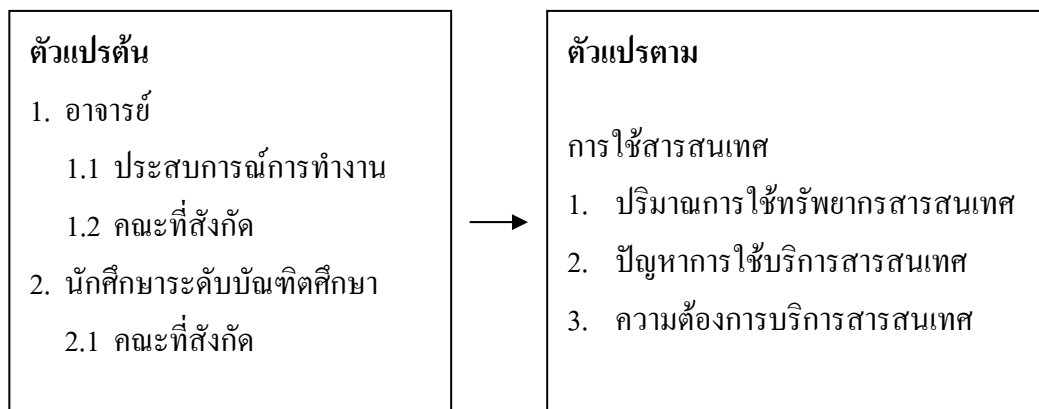 ตัวแปรต้น
1. อาจารย์
1.1 ประสบการณ์การทำงาน
1.2 คณะที่สังกัด
2. นักศึกษาระดับบัณฑิตศึกษา
2.1 คณะที่สังกัด
ตัวแปรตาม
การใช้สารสนเทศ
1. ปริมาณการใช้ทรัพยากรสารสนเทศ
2. ปัญหาการใช้บริการสารสนเทศ
3. ความต้องการบริการสารสนเทศ